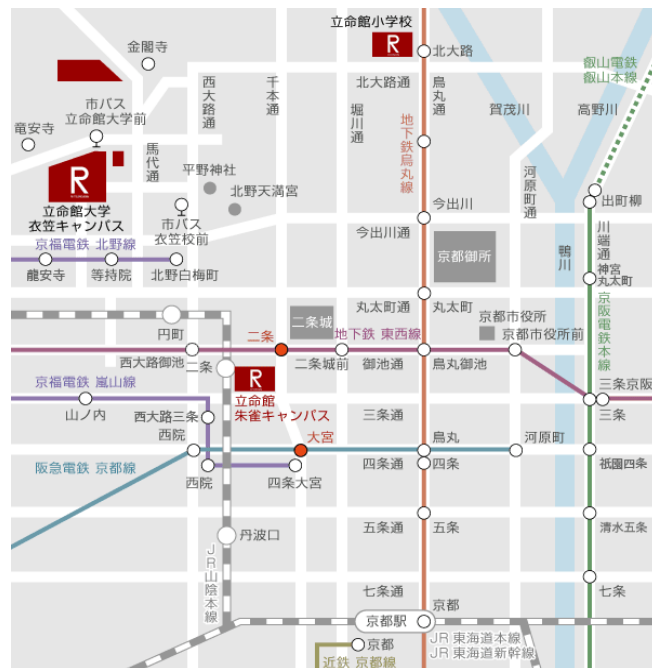 立命館小学校
R
北大路
金閣寺
叡山電鉄
叡山本線
市バス
立命館大学前
西大路通
千本通
北大路通
烏丸通
賀茂川
高野川
堀川通
地下鉄烏丸線
竜安寺
馬代通
R
平野神社
北野天満宮
河原町通
出町柳
立命館大学
衣笠キャンパス
市バス
衣笠校前
今出川
今出川通
京都御所
鴨川
川端通
神宮
丸太町
京福電鉄 北野線
龍安寺
等持院
北野白梅町
丸太町通
丸太町
京阪電鉄本線
円町
二条城
京都市役所
二条
地下鉄 東西線
京都市役所前
西大路御池
二条
二条城前
御池通
烏丸御池
三条京阪
京福電鉄 嵐山線
R
立命館
朱雀キャンパス
山ノ内
西大路三条
三条通
三条
西院
大宮
烏丸
河原町
阪急電鉄 京都線
西院
四条大宮
四条通
四条
祇園四条
五条通
五条
清水五条
丹波口
JR山陰本線
七条通
七条
京都
京都駅
京都
JR 東海道本線
JR 東海道新幹線
近鉄 京都線